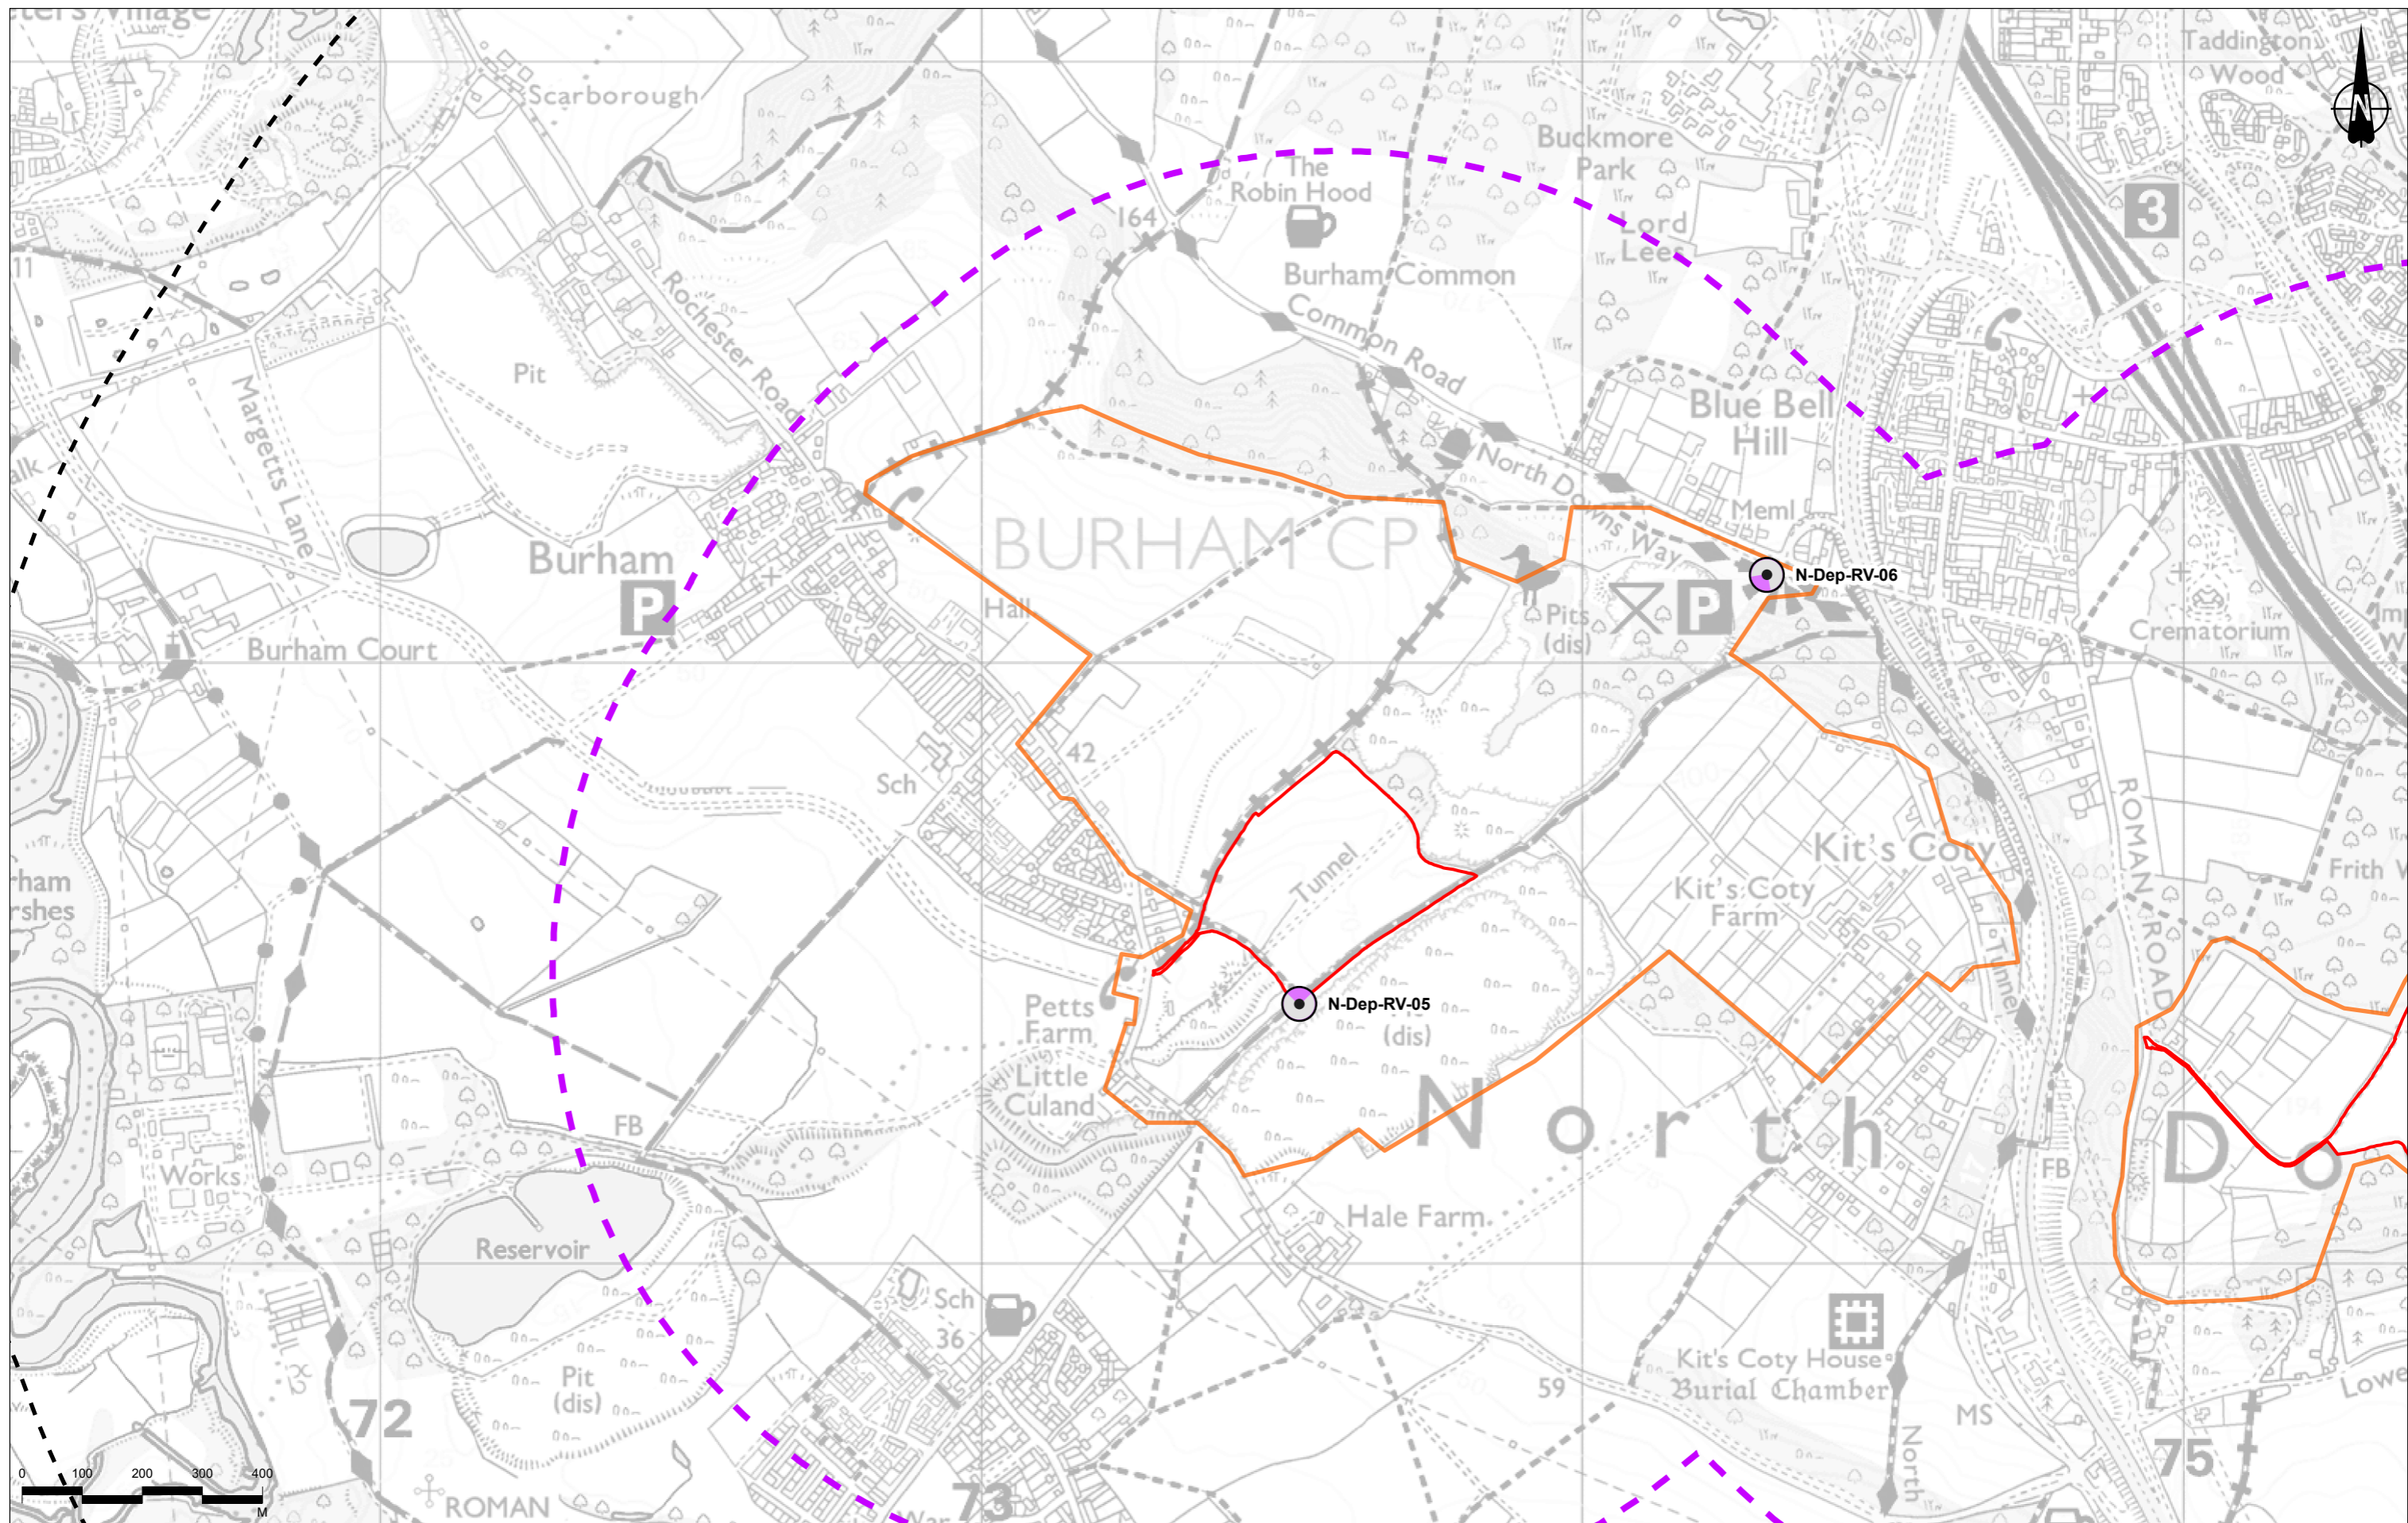 Scarborough
Taddington
Wood
N
Buckmore
Park
The
Robin Hood
164
3
Lord
Lees
11
Burham Common
Common Road
Rochester Road
Pit
Margetts Lane
Blue Bell
Hill
North Downs Way
Meml
BURHAM CP
Burham
P
N-Dep-RV-06
Hall
Pits
(dis)
P
Burham Court
Crematorium
42
Sch
ROMAN ROAD
Tunnel
Kit's Coty
Kit's Coty
Farm
Frith
Tunnel
N-Dep-RV-05
(dis)
Petts
Farm
Little
Culand
North
Do
194
FB
Works
FB
Hale Farm
Reservoir
Sch
36
Kit's Coty House
Burial Chamber
59
Pit
(dis)
72
MS
North
75
0 100 200 300 400
M
ROMAN
73